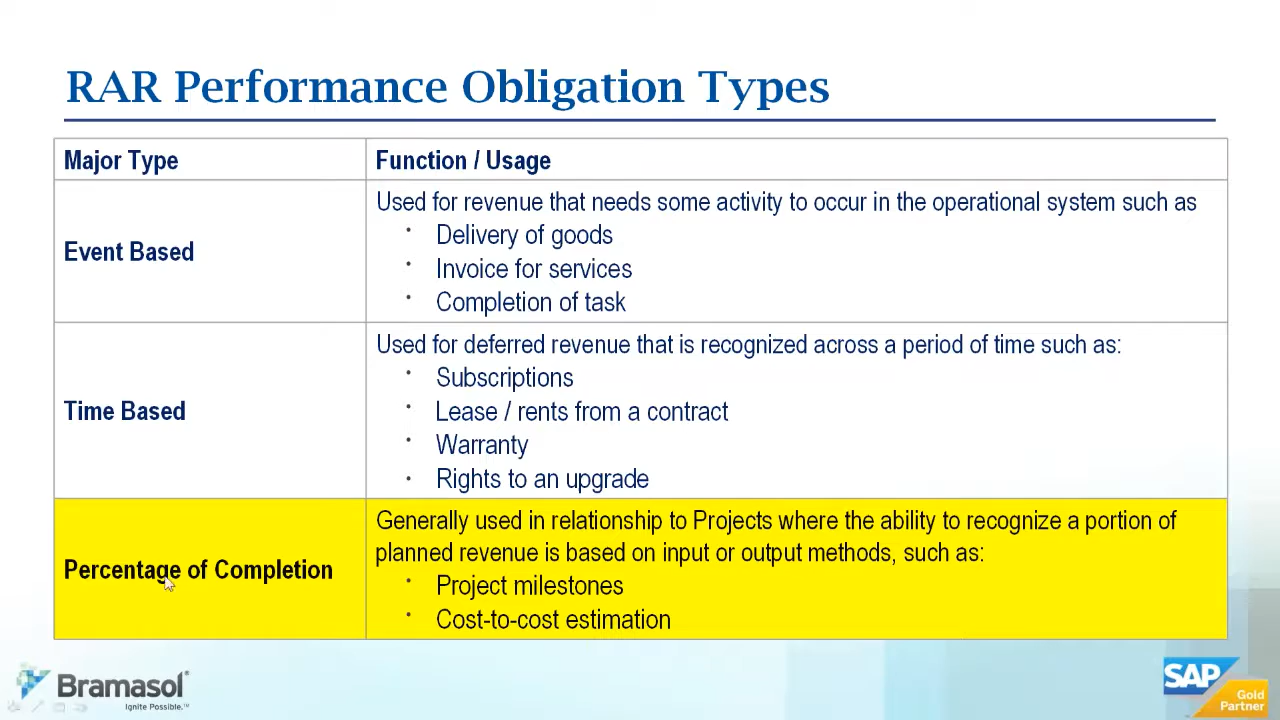 RAR Performance Obligation Types
Major Type
Function / Usage
Event Based
Used for revenue that needs some activity to occur in the operational system such as
• Delivery of goods
• Invoice for services
• Completion of task
Time Based
Used for deferred revenue that is recognized across a period of time such as:
• Subscriptions
• Lease / rents from a contract
• Warranty
• Rights to an upgrade
Percentage of Completion
Generally used in relationship to Projects where the ability to recognize a portion of
planned revenue is based on input or output methods, such as:
• Project milestones
• Cost-to-cost estimation
Bramasol®
Ignite Possible.™
SAP
Gold
Partner